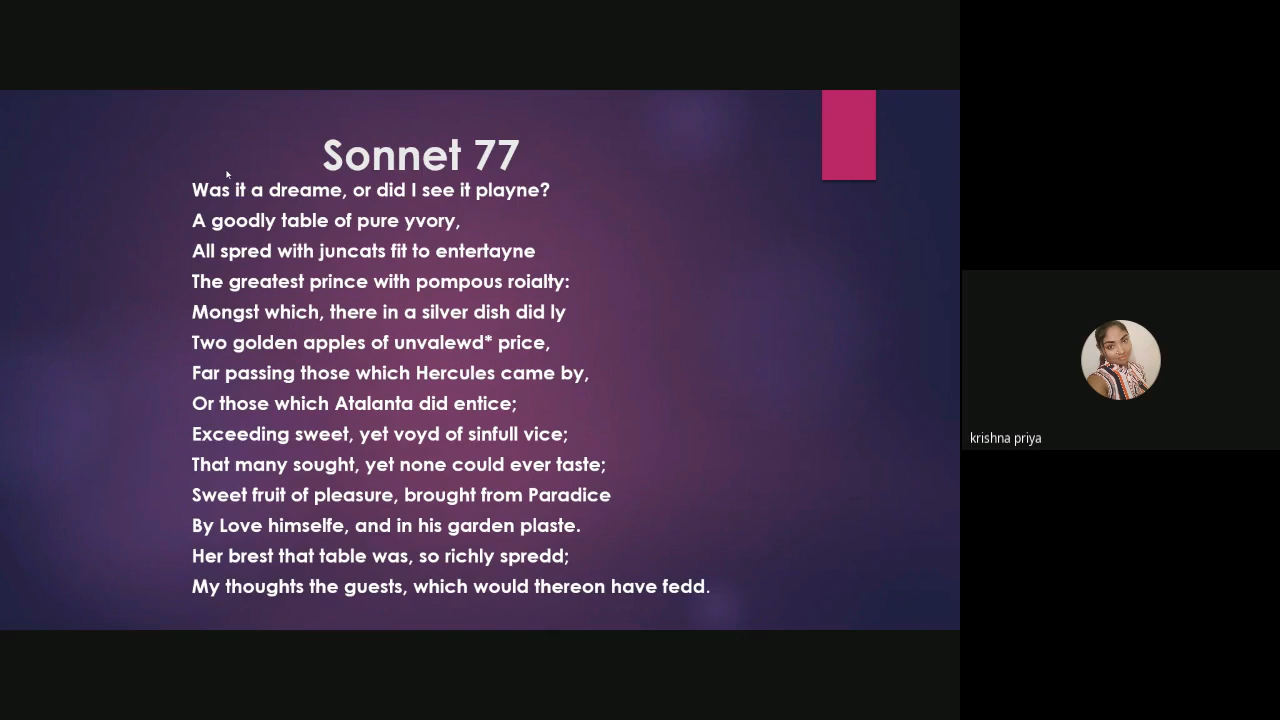 Sonnet 77
Was it a dreame, or did I see it playne?
A goodly table of pure yvory,
All spred with juncats fit to entertayne
The greatest prince with pompous roialty:
Mongst which, there in a silver dish did ly
Two golden apples of unvalewd* price,
Far passing those which Hercules came by,
Or those which Atalanta did entice;
Exceeding sweet, yet voyd of sinfull vice;
That many sought, yet none could ever taste;
Sweet fruit of pleasure, brought from Paradice
By Love himselfe, and in his garden plaste.
Her brest that table was, so richly spredd;
My thoughts the guests, which would thereon have fedd.
krishna priya